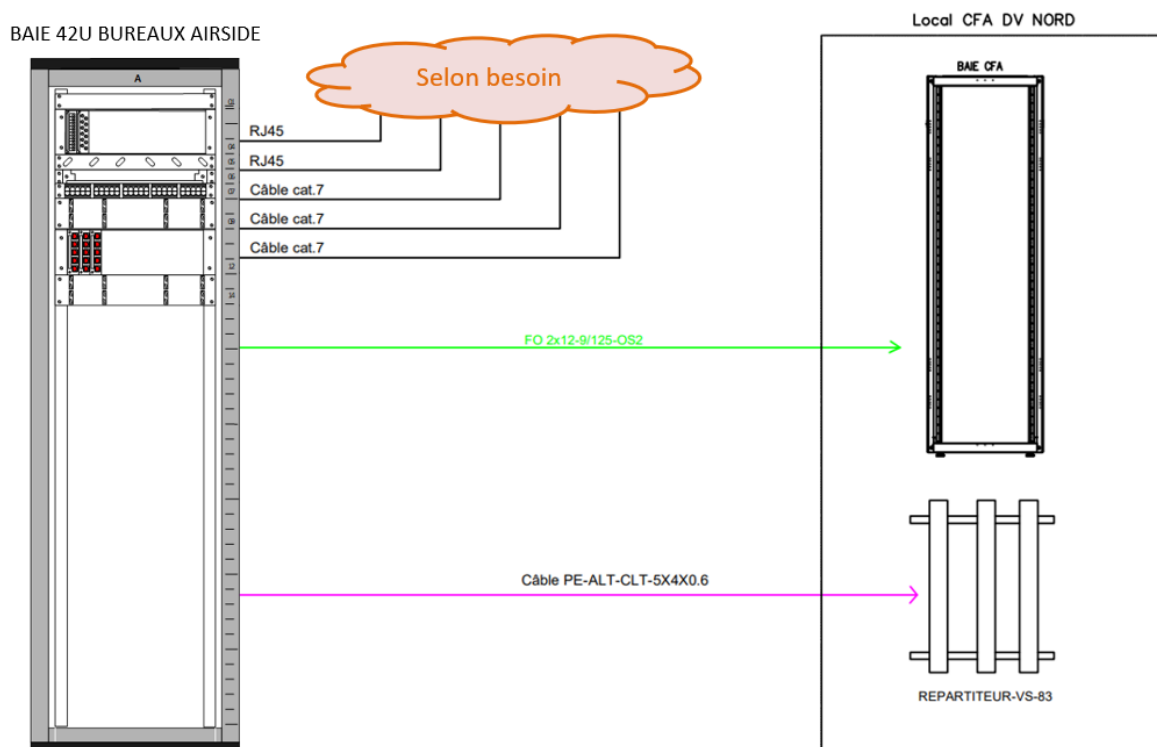 Local CFA DV NORD
BAIE 42U BUREAUX AIRSIDE
A
Selon besoin
BAIE CFA
RJ45
RJ45
Câble cat.7
Câble cat.7
Câble cat.7
FO 2x12-9/125-OS2
Câble PE-ALT-CLT-5X4X0.6
REPARTITEUR-VS-83